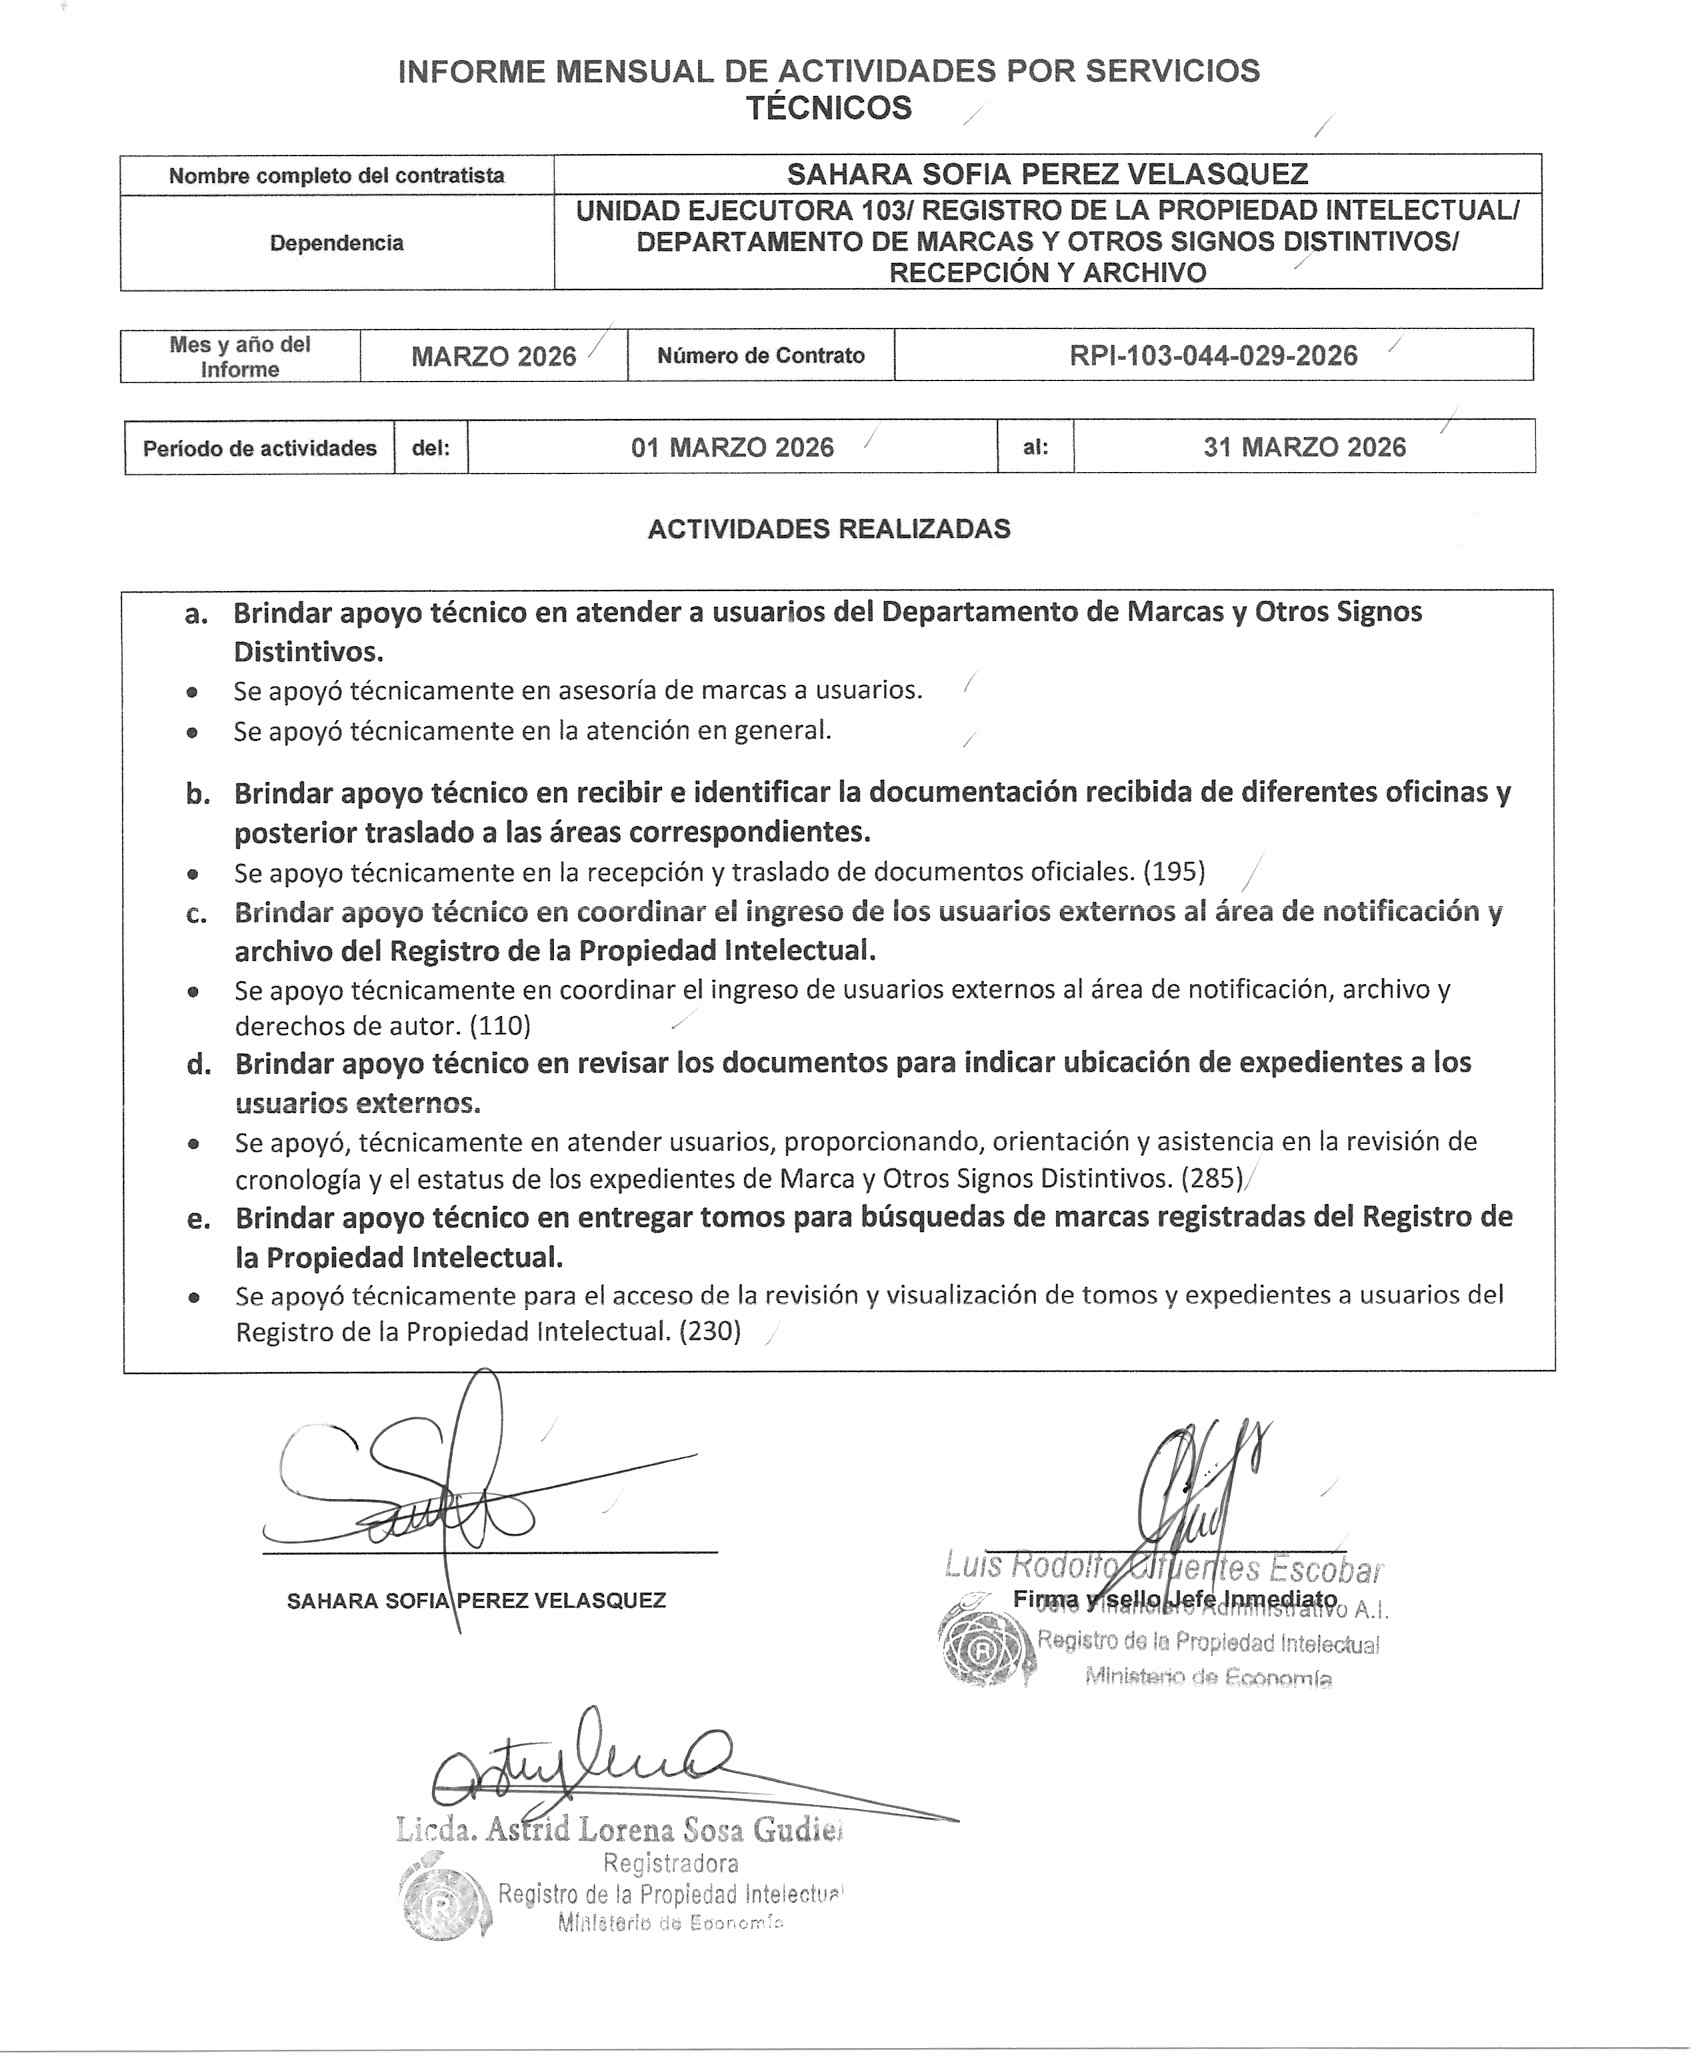 INFORME MENSUAL DE ACTIVIDADES POR SERVICIOS
TÉCNICOS
Nombre completo del contratista
SAHARA SOFIA PEREZ VELASQUEZ
Dependencia
UNIDAD EJECUTORA 103/ REGISTRO DE LA PROPIEDAD INTELECTUAL/
DEPARTAMENTO DE MARCAS Y OTROS SIGNOS DISTINTIVOS/
RECEPCIÓN Y ARCHIVO
Mes y año del
Informe
MARZO 2026
Número de Contrato
RPI-103-044-029-2026
Período de actividades
del:
01 MARZO 2026
al:
31 MARZO 2026
ACTIVIDADES REALIZADAS
a. Brindar apoyo técnico en atender a usuarios del Departamento de Marcas y Otros Signos
Distintivos.
• Se apoyó técnicamente en asesoría de marcas a usuarios.
• Se apoyó técnicamente en la atención en general.
b. Brindar apoyo técnico en recibir e identificar la documentación recibida de diferentes oficinas y
posterior traslado a las áreas correspondientes.
• Se apoyo técnicamente en la recepción y traslado de documentos oficiales. (195)
c. Brindar apoyo técnico en coordinar el ingreso de los usuarios externos al área de notificación y
archivo del Registro de la Propiedad Intelectual.
• Se apoyo técnicamente en coordinar el ingreso de usuarios externos al área de notificación, archivo y
derechos de autor. (110)
d. Brindar apoyo técnico en revisar los documentos para indicar ubicación de expedientes a los
usuarios externos.
• Se apoyó, técnicamente en atender usuarios, proporcionando, orientación y asistencia en la revisión de
cronología y el estatus de los expedientes de Marca y Otros Signos Distintivos. (285)
e. Brindar apoyo técnico en entregar tomos para búsquedas de marcas registradas del Registro de
la Propiedad Intelectual.
• Se apoyó técnicamente para el acceso de la revisión y visualización de tomos y expedientes a usuarios del
Registro de la Propiedad Intelectual. (230)
SAHARA SOFIA PEREZ VELASQUEZ
Luis Rodolfo Cifuentes Escobar
Firma y sello Jefe Inmediato
Jefe Financiero Administrativo A.I.
Registro de la Propiedad Intelectual
Ministerio de Economía
Licda. Astrid Lorena Sosa Gudiel
Registradora
Registro de la Propiedad Intelectual
Ministerio de Economía